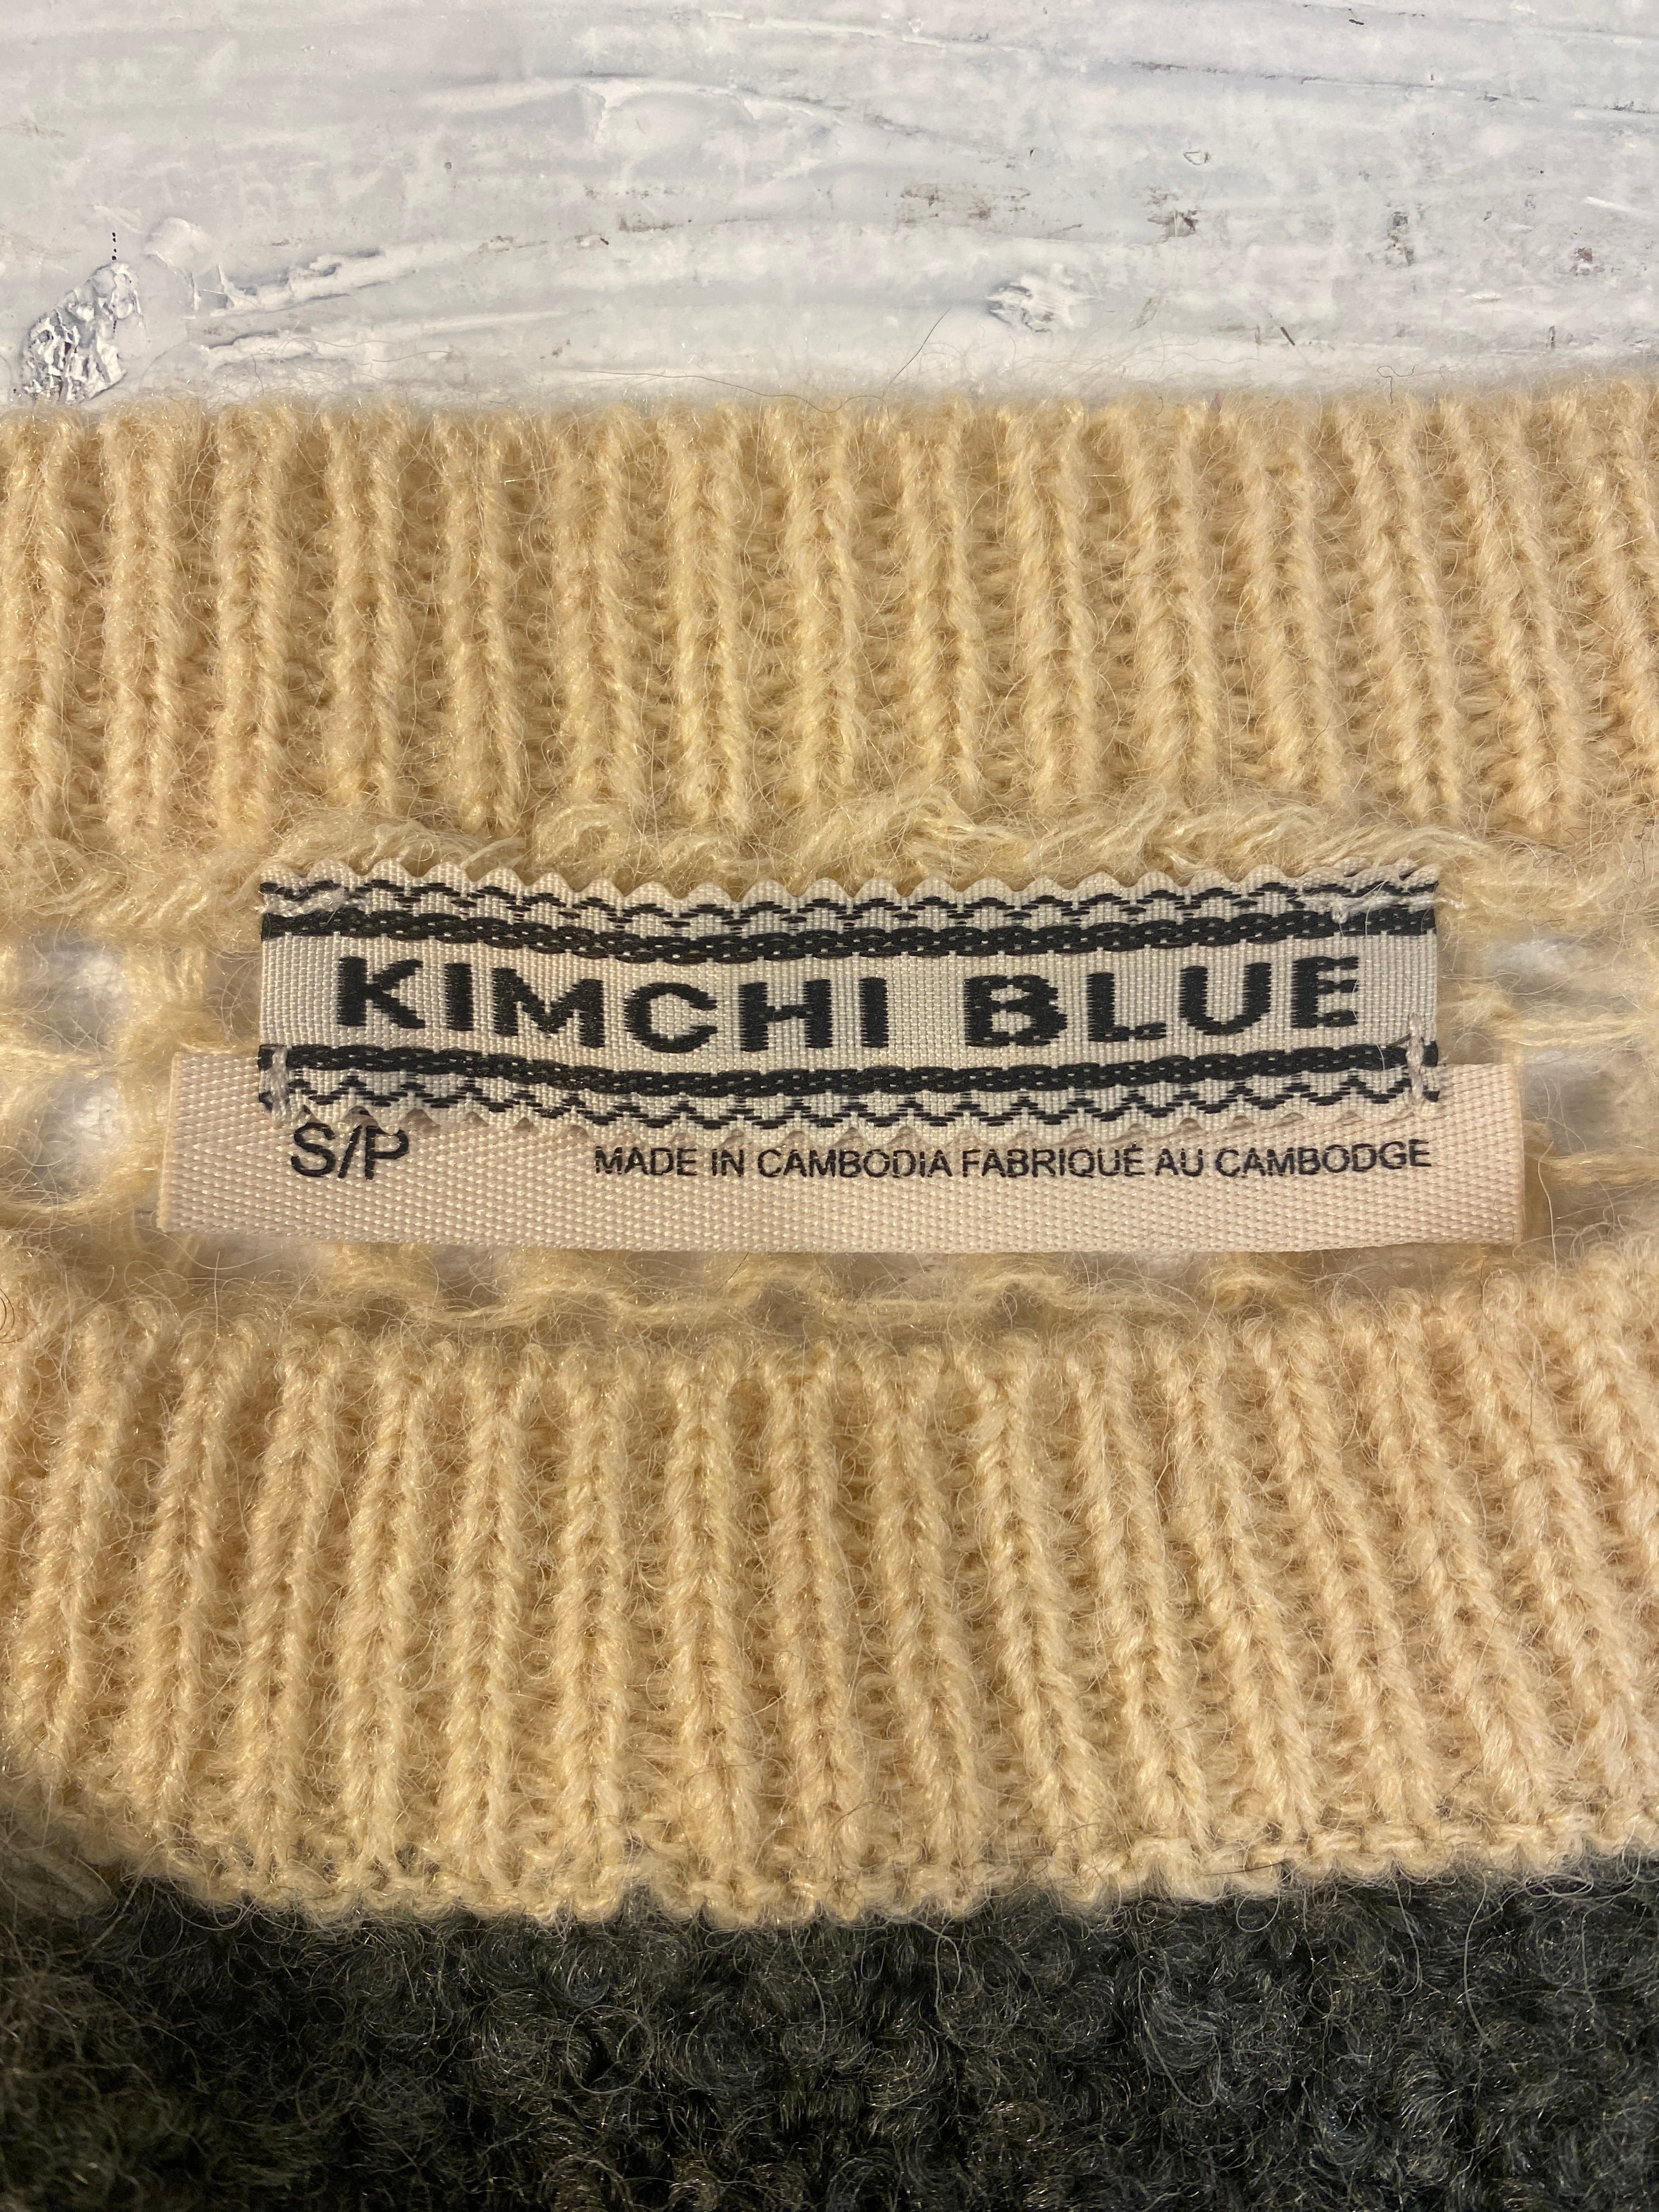 KIMCHI BLUE
S/P MADE IN CAMBODIA FABRIQUÉ AU CAMBODGE